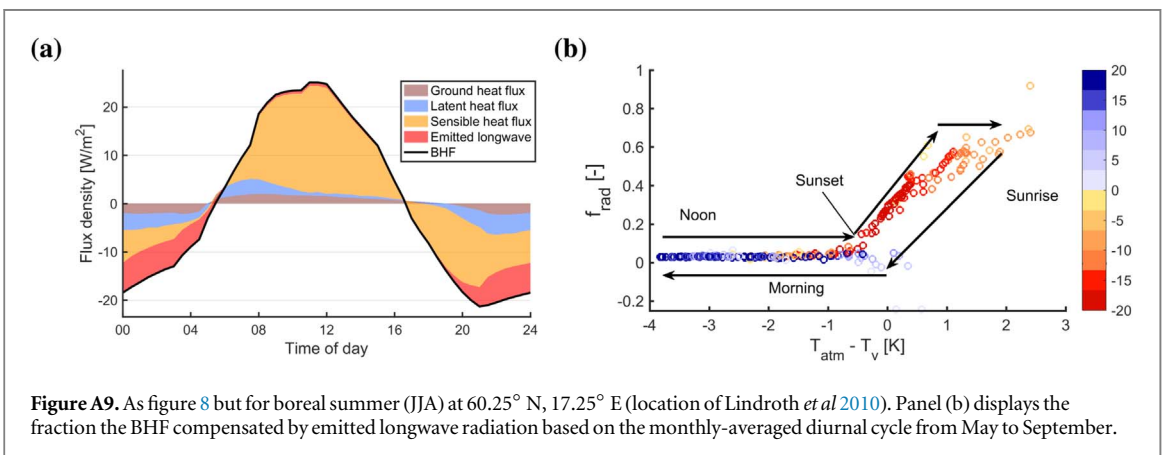 (a)
Flux density [W/m²]
20
10
0
-10
-20
00
04
08
12
16
20
24
Time of day
Ground heat flux
Latent heat flux
Sensible heat flux
Emitted longwave
BHF
(b)
f_rad [-]
1
0.8
0.6
0.4
0.2
0
-0.2
-4
-3
-2
-1
0
1
2
3
T_atm - T_v [K]
Noon
Sunset
Sunrise
Morning
20
15
10
5
0
-5
-10
-15
-20
Figure A9. As figure 8 but for boreal summer (JJA) at 60.25° N, 17.25° E (location of Lindroth et al 2010). Panel (b) displays the
fraction the BHF compensated by emitted longwave radiation based on the monthly-averaged diurnal cycle from May to September.